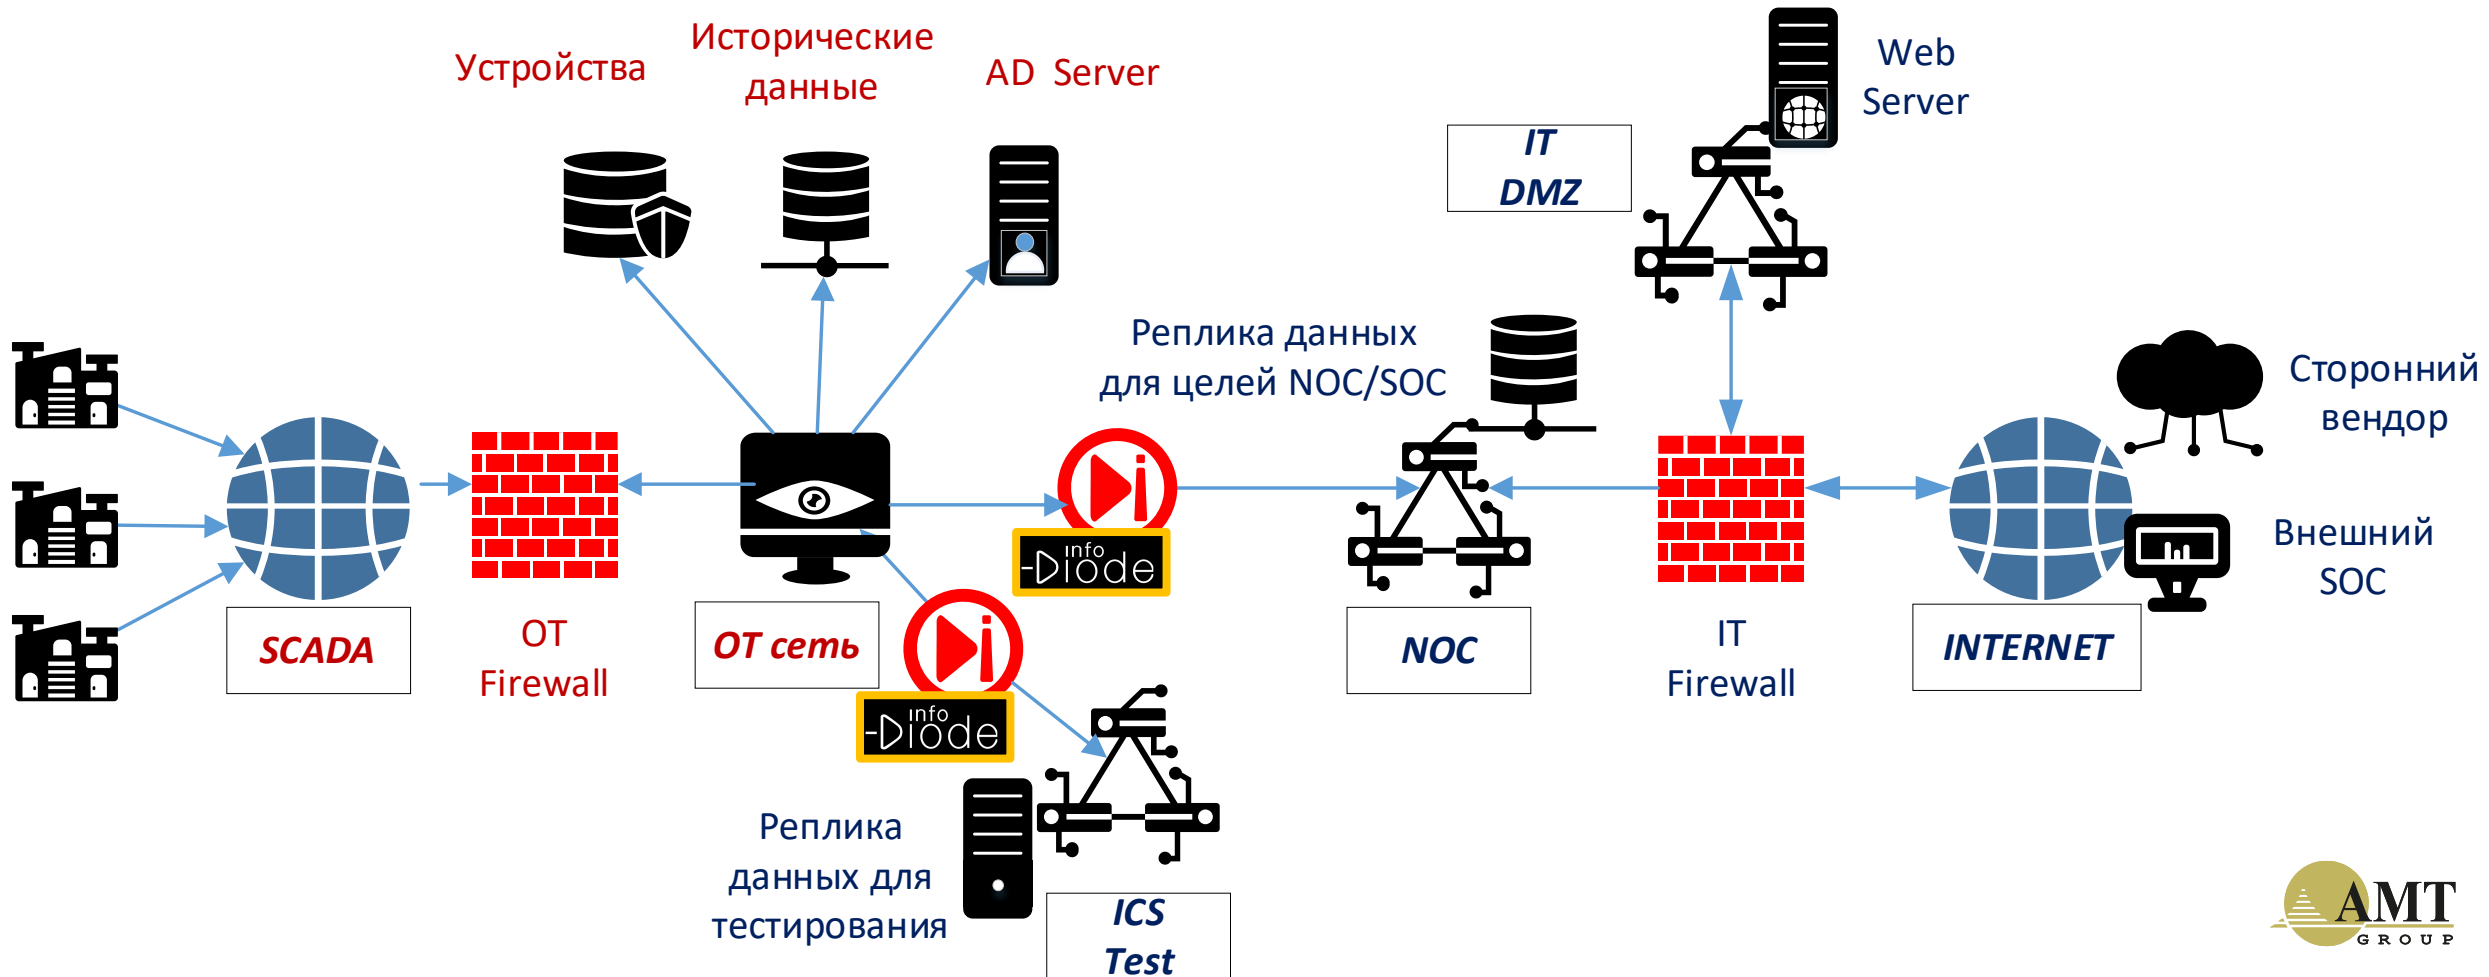 Устройства
Исторические
данные
AD Server
Web
Server
IT
DMZ
Реплика данных
для целей NOC/SOC
Сторонний
вендор
Внешний
SOC
info
Diode
info
Diode
SCADA
OT
Firewall
ОТ сеть
NOC
IT
Firewall
INTERNET
Реплика
данных для
тестирования
ICS
Test
AMT
GROUP